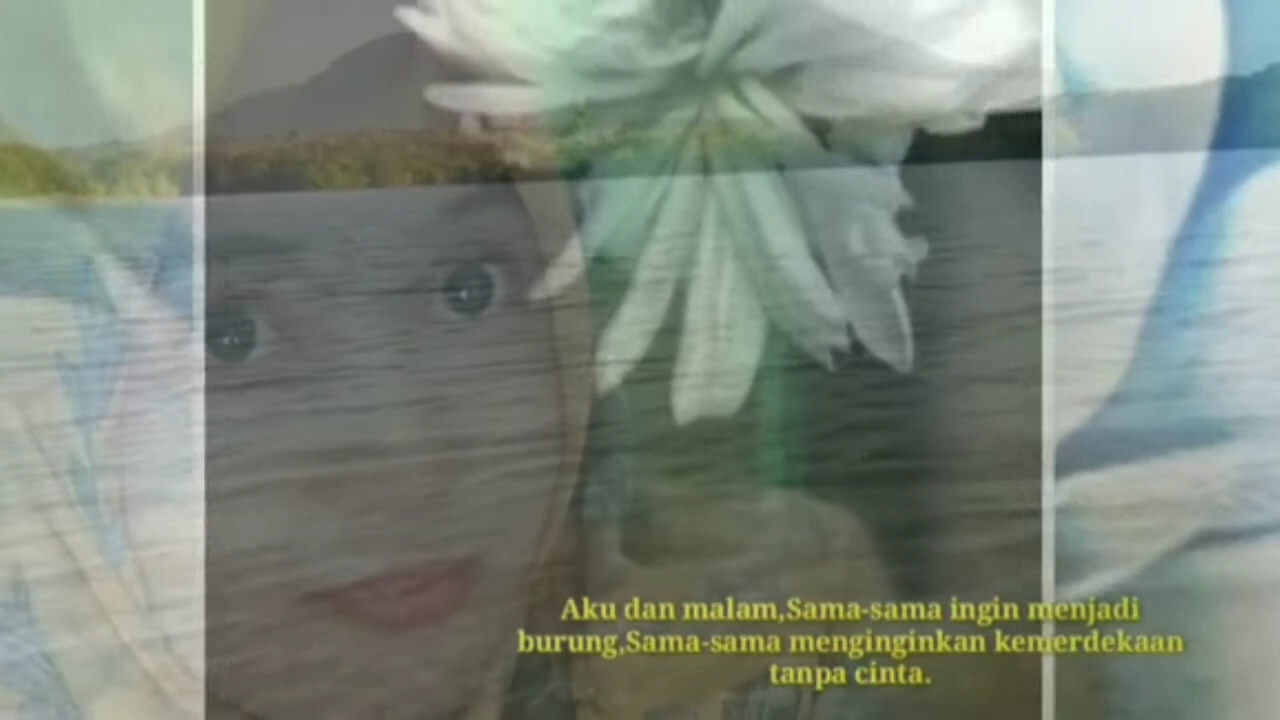 Aku dan malam,Sama-sama ingin menjadi
burung,Sama-sama menginginkan kemerdekaan
tanpa cinta.